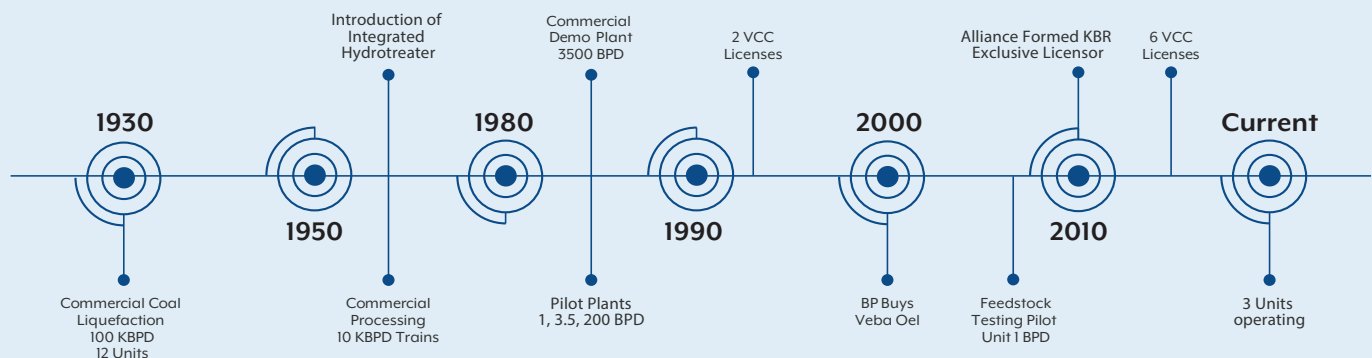 Introduction of
Integrated
Hydrotreater
Commercial
Demo Plant
3500 BPD
2 VCC
Licenses
Alliance Formed KBR
Exclusive Licensor
6 VCC
Licenses
1930
1980
2000
Current
1950
1990
2010
Commercial Coal
Liquefaction
100 KBPD
12 Units
Commercial
Processing
10 KBPD Trains
Pilot Plants
1, 3.5, 200 BPD
BP Buys
Veba Oel
Feedstock
Testing Pilot
Unit 1 BPD
3 Units
operating